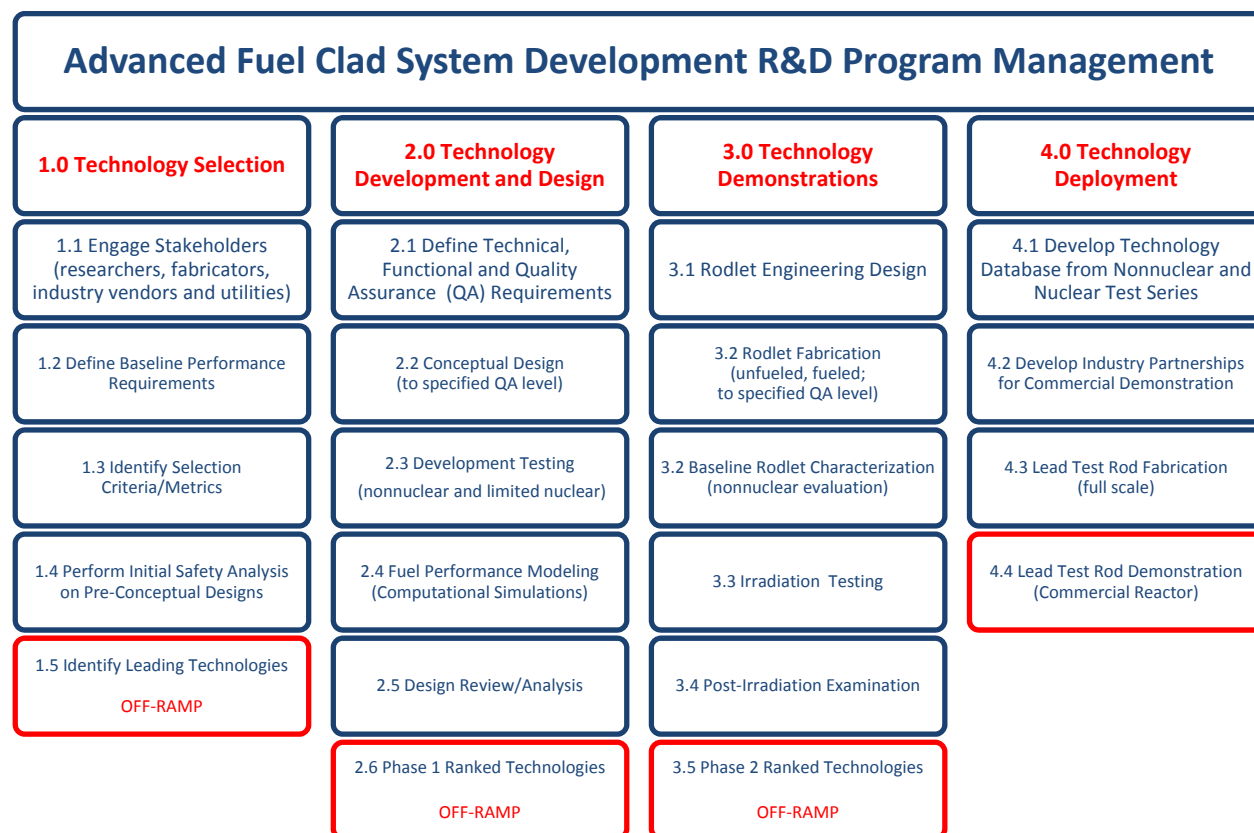 Advanced Fuel Clad System Development R&D Program Management
1.0 Technology Selection
1.1 Engage Stakeholders
(researchers, fabricators,
industry vendors and utilities)
1.2 Define Baseline Performance
Requirements
1.3 Identify Selection
Criteria/Metrics
1.4 Perform Initial Safety Analysis
on Pre-Conceptual Designs
1.5 Identify Leading Technologies
OFF-RAMP
2.0 Technology
Development and Design
2.1 Define Technical,
Functional and Quality
Assurance (QA) Requirements
2.2 Conceptual Design
(to specified QA level)
2.3 Development Testing
(nonnuclear and limited nuclear)
2.4 Fuel Performance Modeling
(Computational Simulations)
2.5 Design Review/Analysis
2.6 Phase 1 Ranked Technologies
OFF-RAMP
3.0 Technology
Demonstrations
3.1 Rodlet Engineering Design
3.2 Rodlet Fabrication
(unfueled, fueled;
to specified QA level)
3.2 Baseline Rodlet Characterization
(nonnuclear evaluation)
3.3 Irradiation Testing
3.4 Post-Irradiation Examination
3.5 Phase 2 Ranked Technologies
OFF-RAMP
4.0 Technology
Deployment
4.1 Develop Technology
Database from Nonnuclear and
Nuclear Test Series
4.2 Develop Industry Partnerships
for Commercial Demonstration
4.3 Lead Test Rod Fabrication
(full scale)
4.4 Lead Test Rod Demonstration
(Commercial Reactor)